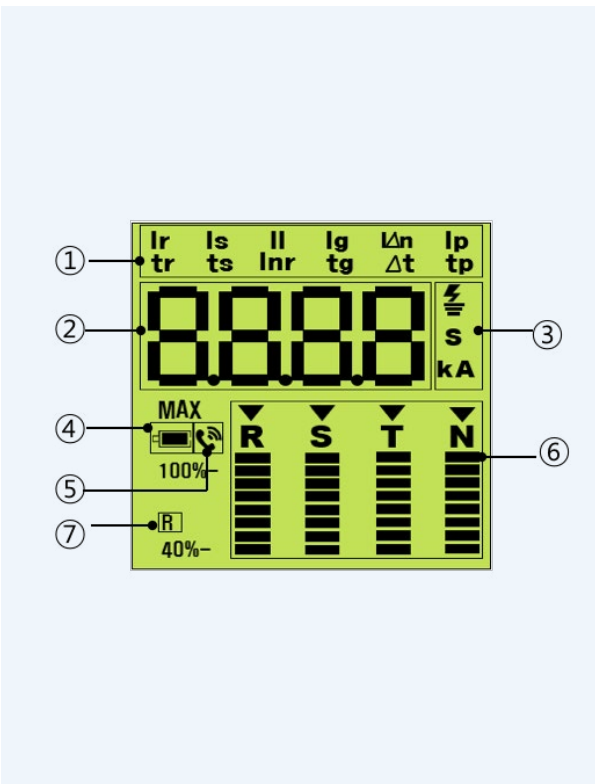 Ir Is Il Ig IΔn Ip
① tr ts Inr tg Δt tp
② 8.8.8.8
s ③
kA
MAX
④
R S T N
⑥
100%-
⑤
⑦ R
40%-